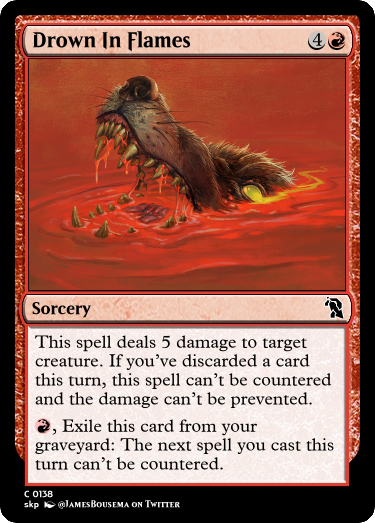 Drown In Flames 4
Sorcery
This spell deals 5 damage to target
creature. If you've discarded a card
this turn, this spell can't be countered
and the damage can't be prevented.
, Exile this card from your
graveyard: The next spell you cast this
turn can't be countered.
C 0138
skp @JamesBousema on Twitter